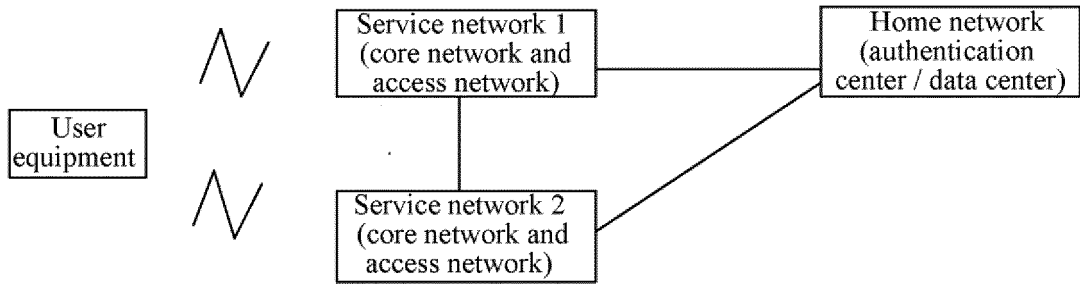 Service network 1
(core network and
access network)
Home network
(authentication
center / data center)
User
equipment
Service network 2
(core network and
access network)